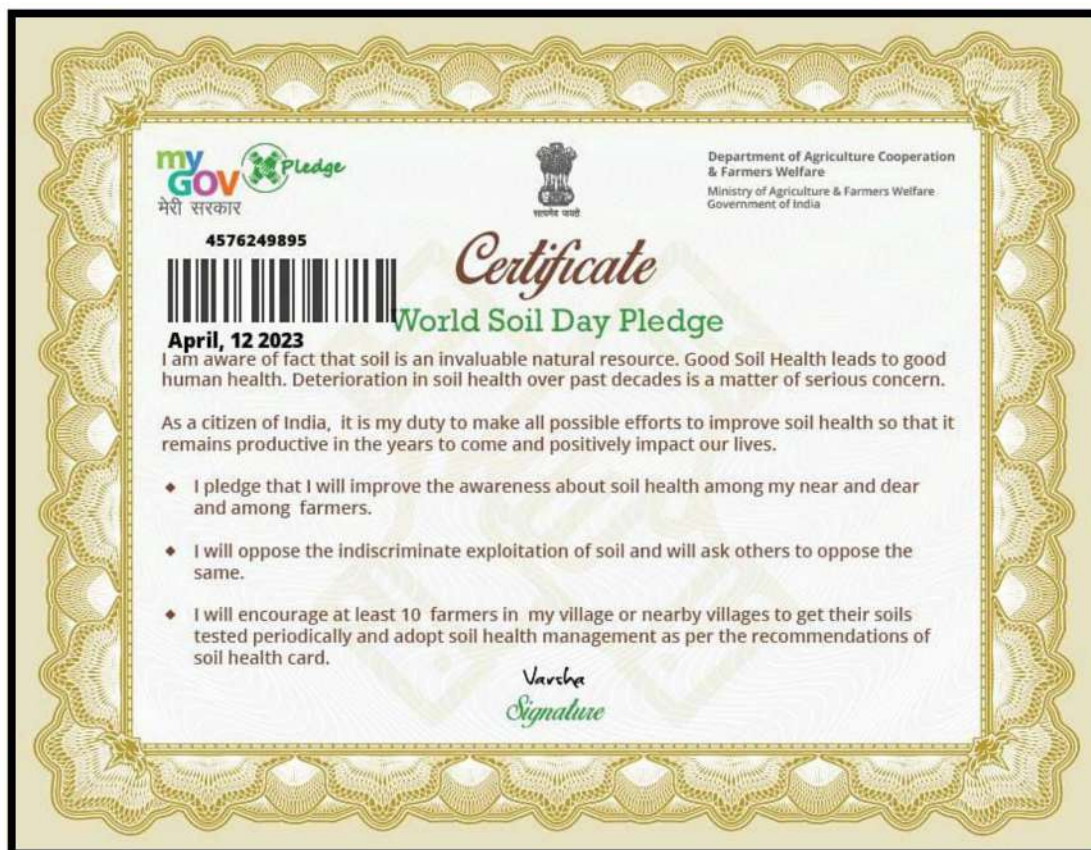 my
GOV
मेरी सरकार
Pledge
सत्यमेव जयते
Department of Agriculture Cooperation
& Farmers Welfare
Ministry of Agriculture & Farmers Welfare
Government of India
4576249895
April, 12 2023
Certificate
World Soil Day Pledge
I am aware of fact that soil is an invaluable natural resource. Good Soil Health leads to good
human health. Deterioration in soil health over past decades is a matter of serious concern.
As a citizen of India, it is my duty to make all possible efforts to improve soil health so that it
remains productive in the years to come and positively impact our lives.
◆ I pledge that I will improve the awareness about soil health among my near and dear
and among farmers.
◆ I will oppose the indiscriminate exploitation of soil and will ask others to oppose the
same.
◆ I will encourage at least 10 farmers in my village or nearby villages to get their soils
tested periodically and adopt soil health management as per the recommendations of
soil health card.
Varsha
Signature